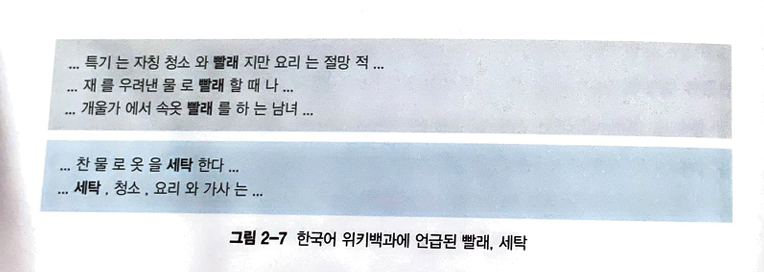 ... 특기 는 자칭 청소 와 빨래 지만 요리 는 절망 적 ...
... 재 를 우려낸 물 로 빨래 할 때 나 ...
... 개울가 에서 속옷 빨래 를 하 는 남녀 ...
... 찬 물 로 옷 을 세탁 한다 ...
... 세탁 , 청소 , 요리 와 가사 는 ...
그림 2-7 한국어 위키백과에 언급된 빨래, 세탁